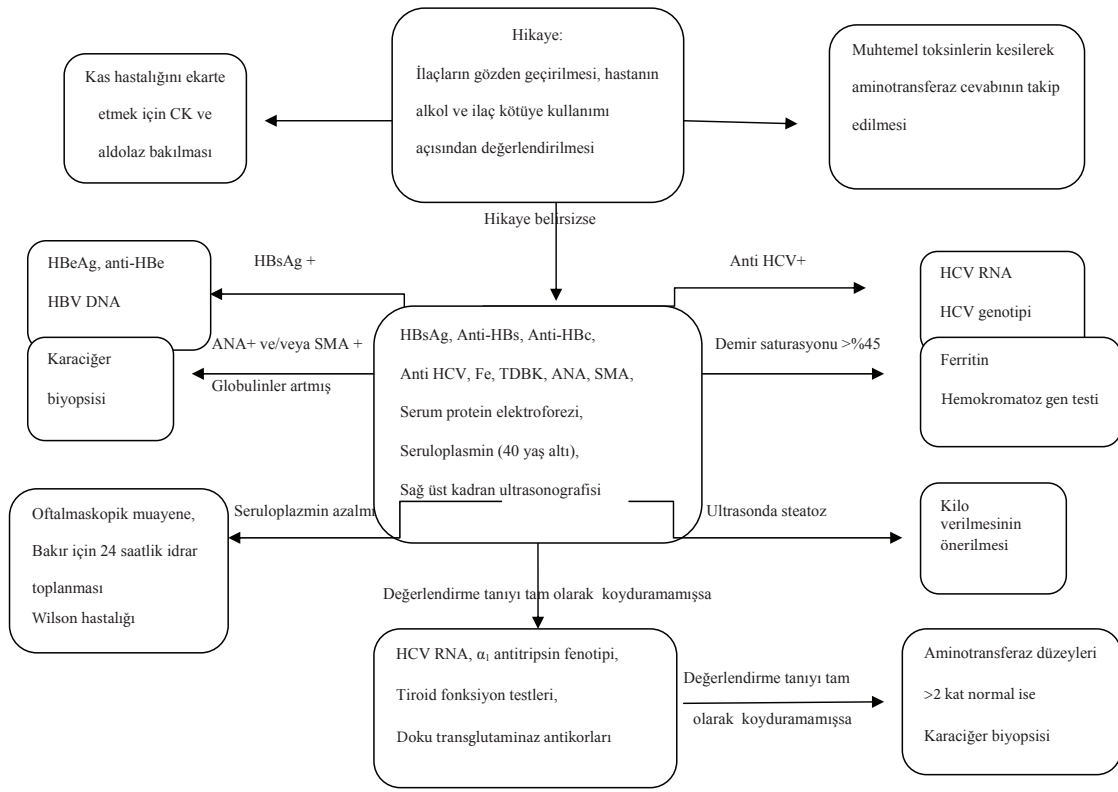 Hikaye:
İlaçların gözden geçirilmesi, hastanın
alkol ve ilaç kötüye kullanımı
açısından değerlendirilmesi
Kas hastalığını ekarte
etmek için CK ve
aldolaz bakılması
Muhtemel toksinlerin kesilerek
aminotransferaz cevabının takip
edilmesi
Hikaye belirsizse
HBeAg, anti-HBe
HBV DNA
HBsAg +
Anti HCV+
HCV RNA
HCV genotipi
Karaciğer
biyopsisi
ANA+ ve/veya SMA +
Globulinler artmış
HBsAg, Anti-HBs, Anti-HBc,
Anti HCV, Fe, TDBK, ANA, SMA,
Serum protein elektroforezi,
Seruloplasmin (40 yaş altı),
Sağ üst kadran ultrasonografisi
Demir saturasyonu >%45
Ferritin
Hemokromatoz gen testi
Oftalmaskopik muayene,
Bakır için 24 saatlik idrar
toplanması
Wilson hastalığı
Seruloplazmin azalmı
Ultrasonda steatoz
Kilo
verilmesinin
önerilmesi
Değerlendirme tanıyı tam olarak koyduramamışsa
HCV RNA, α₁ antitripsin fenotipi,
Tiroid fonksiyon testleri,
Doku transglutaminaz antikorları
Değerlendirme tanıyı tam
olarak koyduramamışsa
Aminotransferaz düzeyleri
>2 kat normal ise
Karaciğer biyopsisi